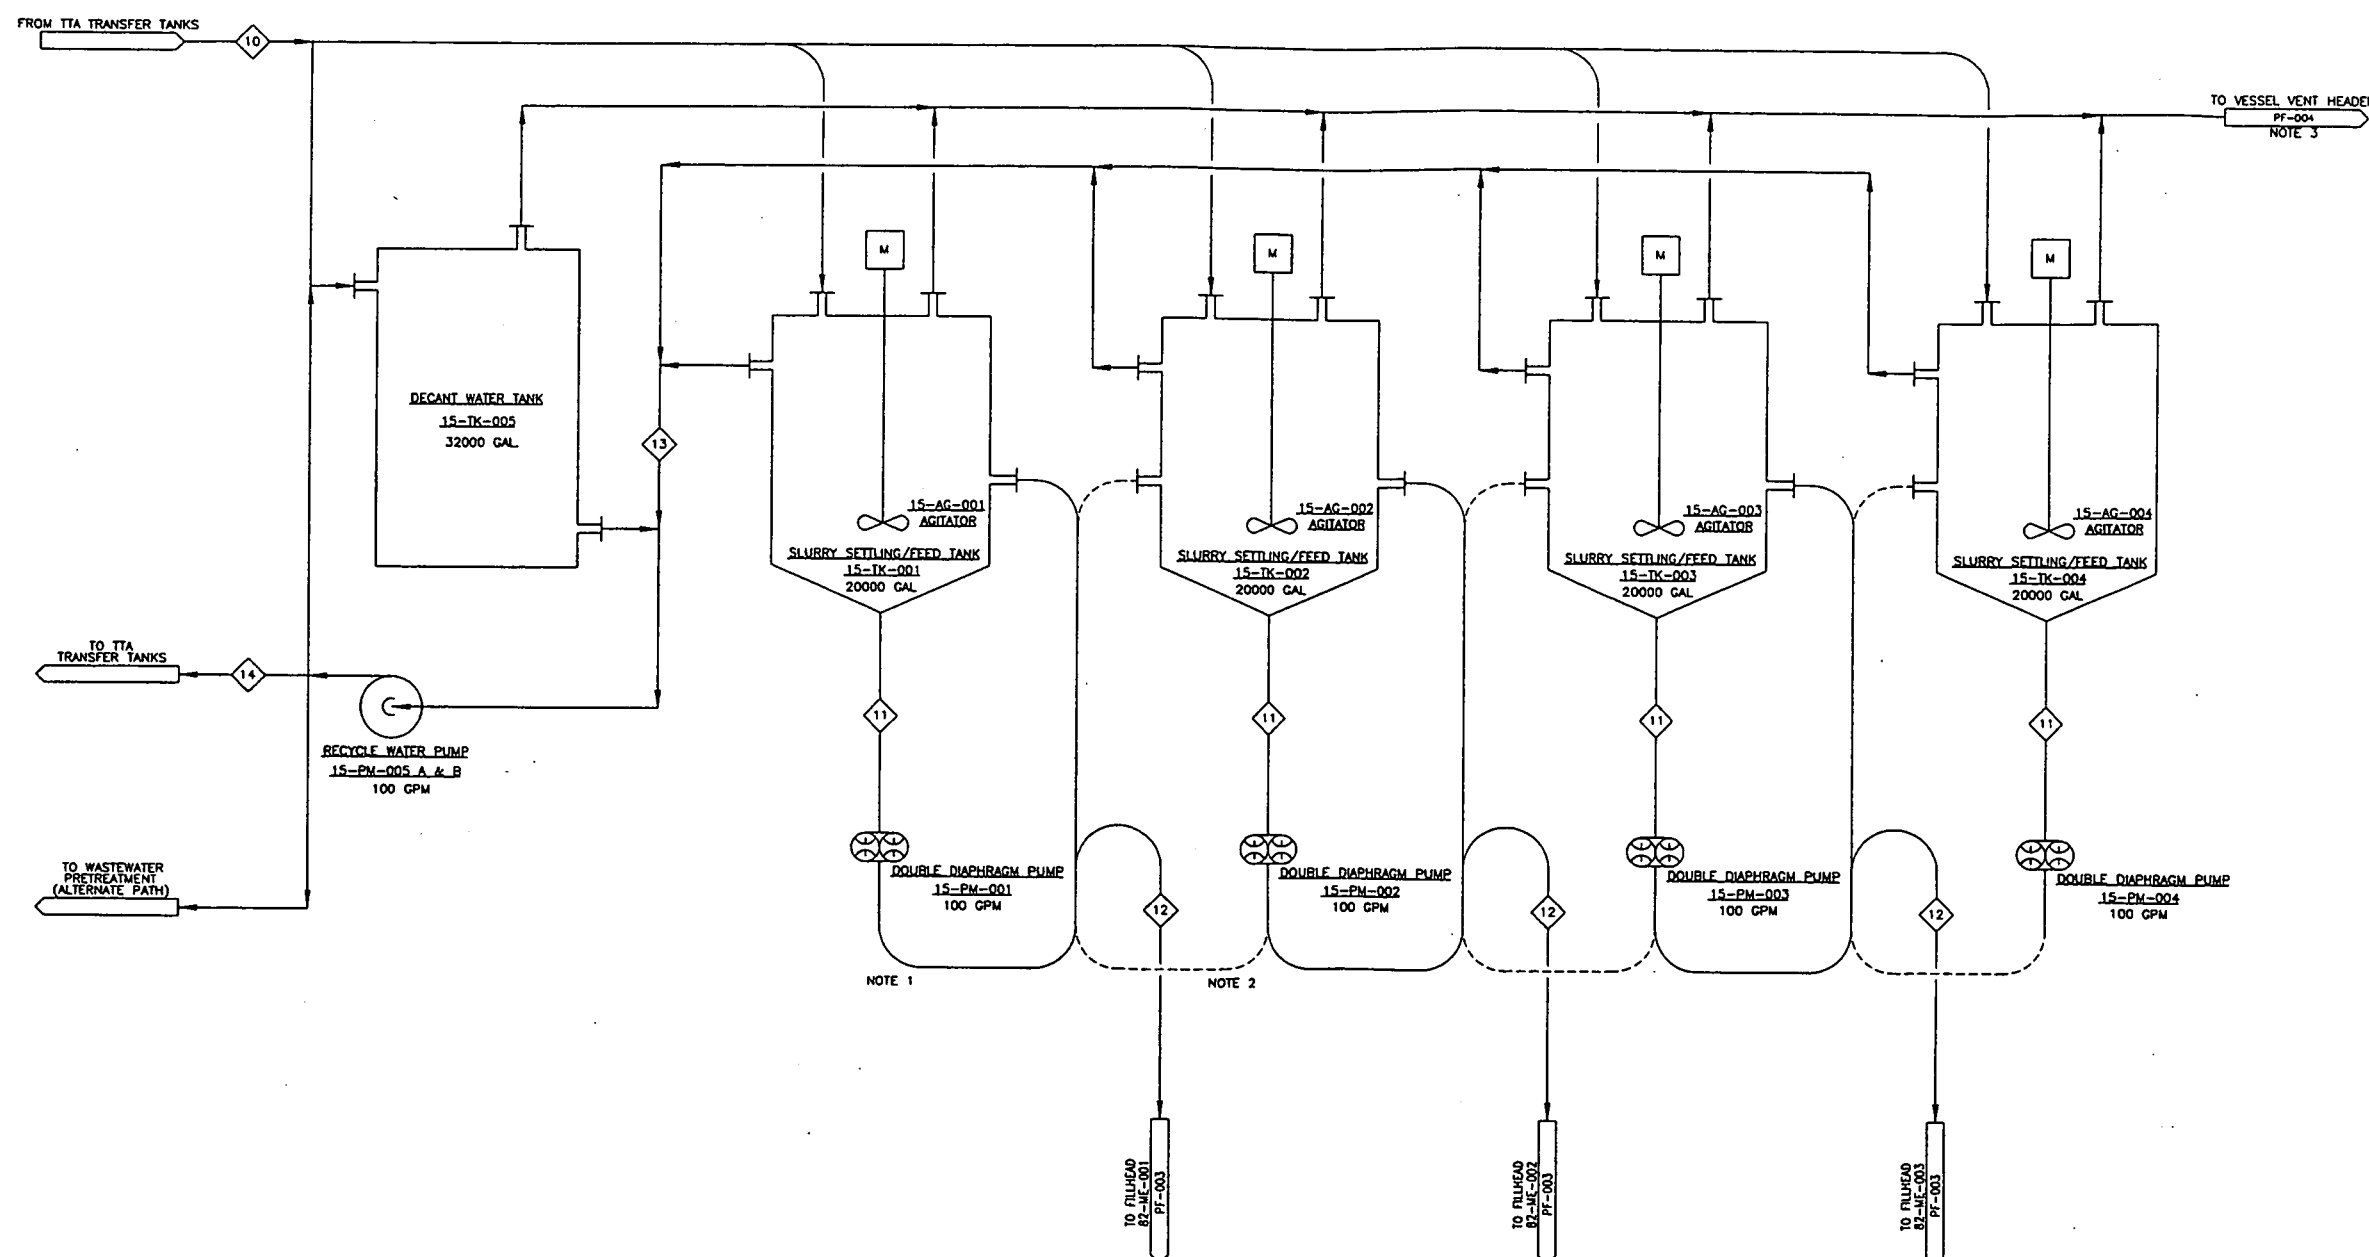 FROM TTA TRANSFER TANKS
10
TO VESSEL VENT HEADER
PF-004
NOTE 3
M
M
M
M
DECANT WATER TANK
15-TK-005
32000 GAL
13
15-AG-001
AGITATOR
SLURRY SETTLING/FEED TANK
15-TK-001
20000 GAL
15-AG-002
AGITATOR
SLURRY SETTLING/FEED TANK
15-TK-002
20000 GAL
15-AG-003
AGITATOR
SLURRY SETTLING/FEED TANK
15-TK-003
20000 GAL
15-AG-004
AGITATOR
SLURRY SETTLING/FEED TANK
15-TK-004
20000 GAL
TO TTA
TRANSFER TANKS
14
11
11
11
11
RECYCLE WATER PUMP
15-PM-005 A & B
100 GPM
TO WASTEWATER
PRETREATMENT
(ALTERNATE PATH)
DOUBLE DIAPHRAGM PUMP
15-PM-001
100 GPM
DOUBLE DIAPHRAGM PUMP
15-PM-002
100 GPM
DOUBLE DIAPHRAGM PUMP
15-PM-003
100 GPM
DOUBLE DIAPHRAGM PUMP
15-PM-004
100 GPM
12
12
12
NOTE 1
NOTE 2
TO FILLHEAD
82-ME-001
PF-003
TO FILLHEAD
82-ME-002
PF-003
TO FILLHEAD
82-ME-003
PF-003